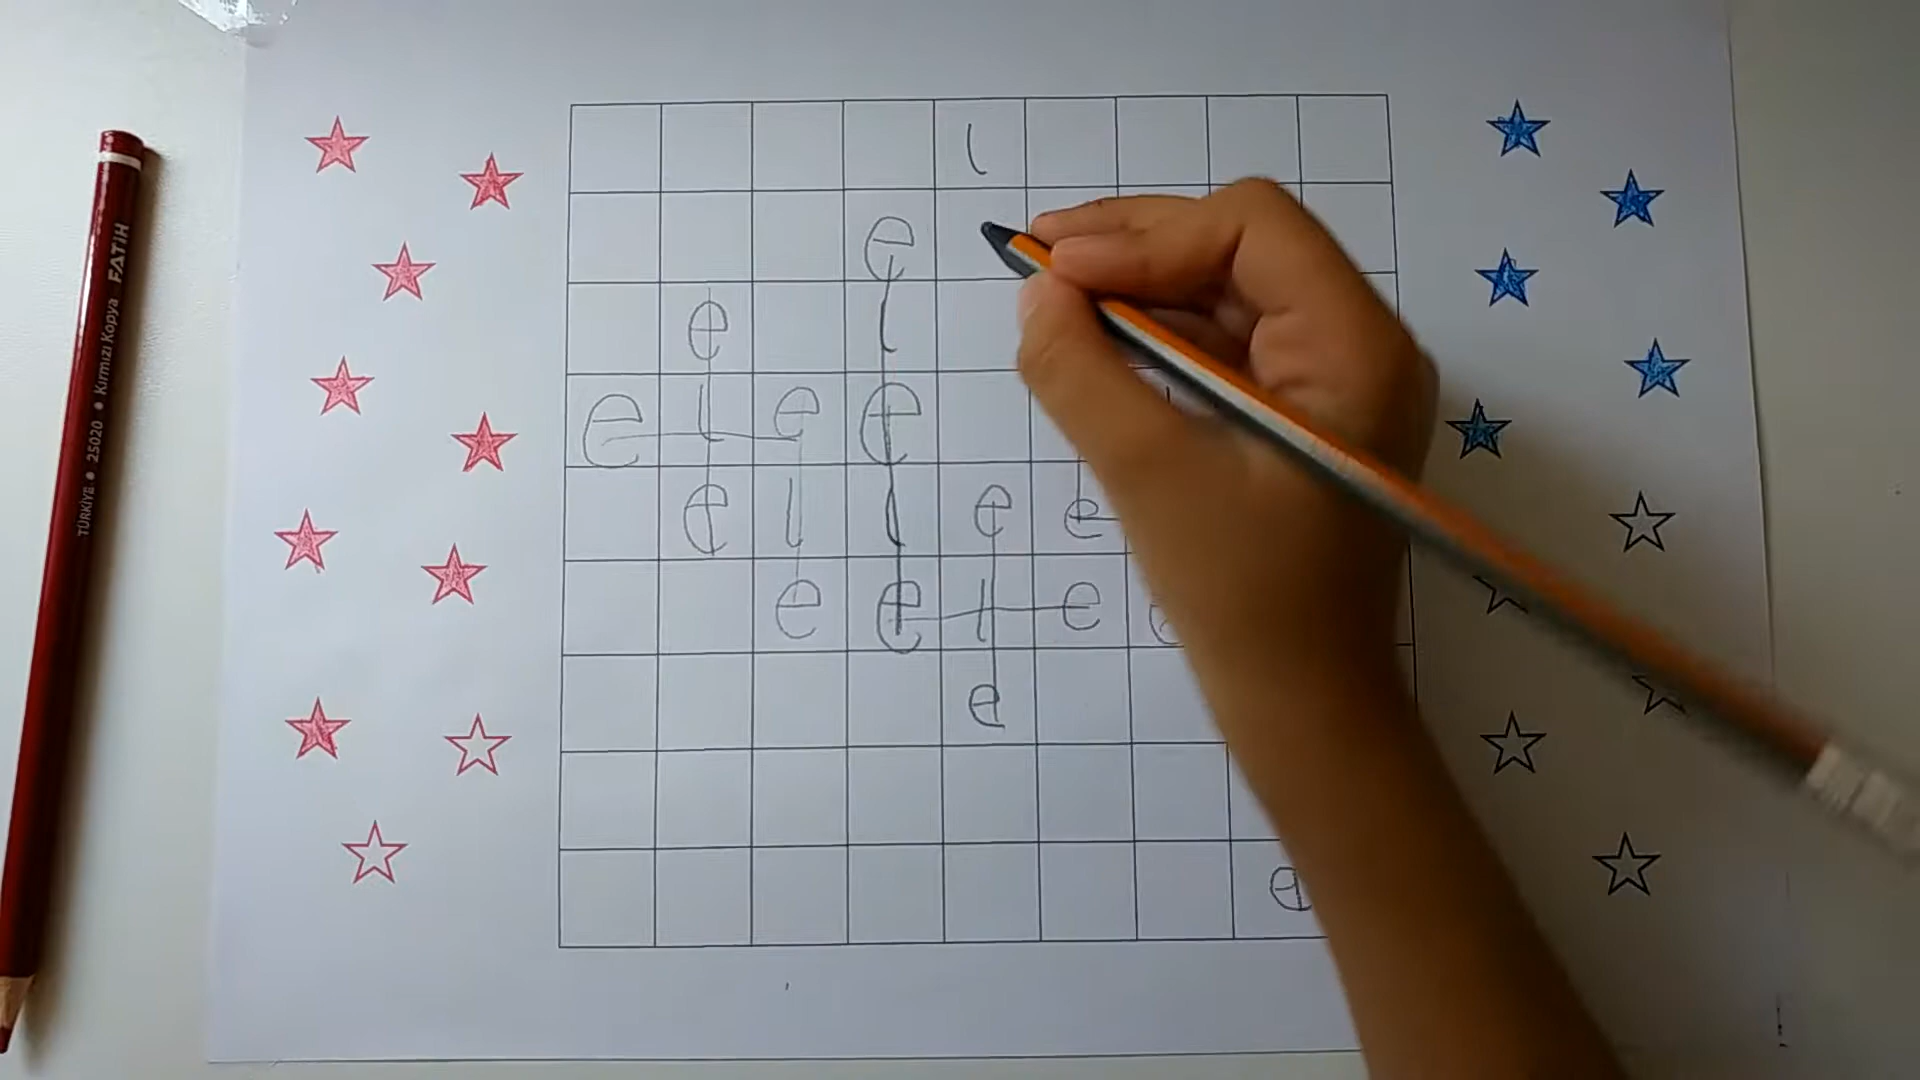 l
e
e l
e l e e
e l l e e
e e l e e
e
e
TÜRKİYE ● 25020 ● Kırmızı Kopya FATİH